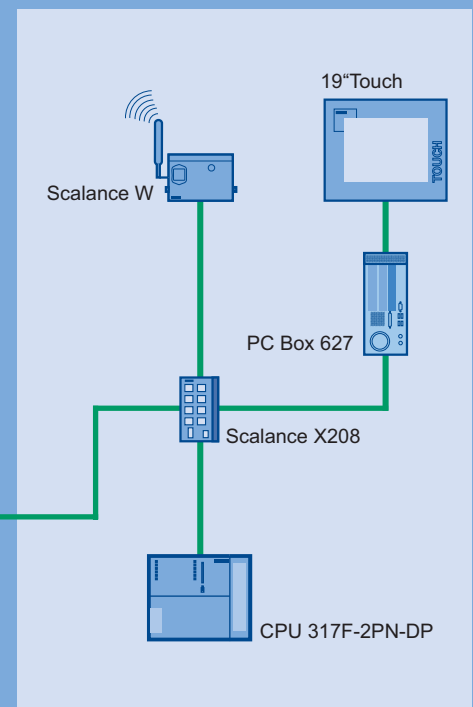 19“Touch
TOUCH
Scalance W
PC Box 627
Scalance X208
CPU 317F-2PN-DP